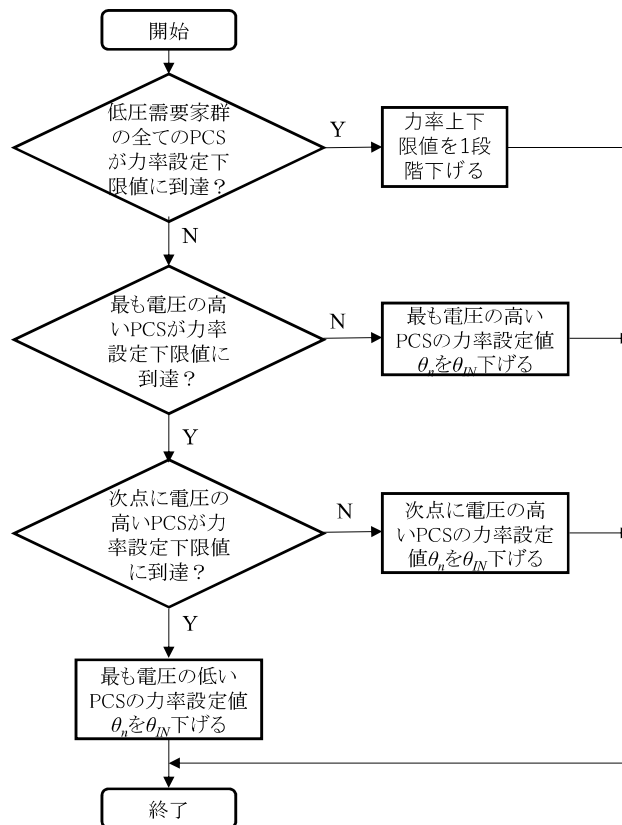 開始
低圧需要家群
の全てのPCS
が力率設定下
限値に到達？
Y
力率上下
限値を1段
階下げる
N
最も電圧の高
いPCSが力率
設定下限値に
到達？
N
最も電圧の高い
PCSの力率設定値
θnをθIN下げる
Y
次点に電圧の
高いPCSが力
率設定下限値
に到達？
N
次点に電圧の高
いPCSの力率設定
値θnをθIN下げる
Y
最も電圧の低い
PCSの力率設定値
θnをθIN下げる
終了